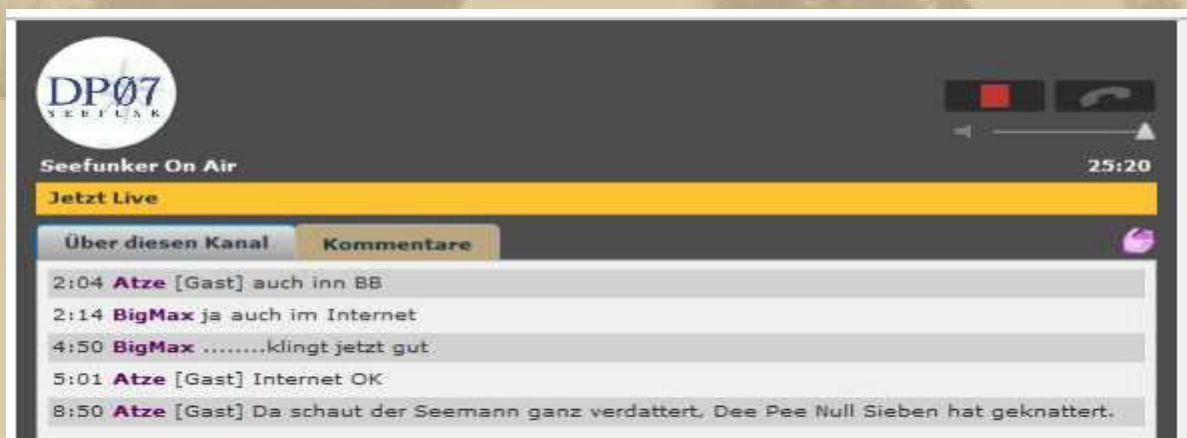 DPØ7
SEEFUNK
Seefunker On Air
25:20
Jetzt Live
Über diesen Kanal
Kommentare
2:04 Atze [Gast] auch inn BB
2:14 BigMax ja auch im Internet
4:50 BigMax ........klingt jetzt gut
5:01 Atze [Gast] Internet OK
8:50 Atze [Gast] Da schaut der Seemann ganz verdattert, Dee Pee Null Sieben hat geknattert.